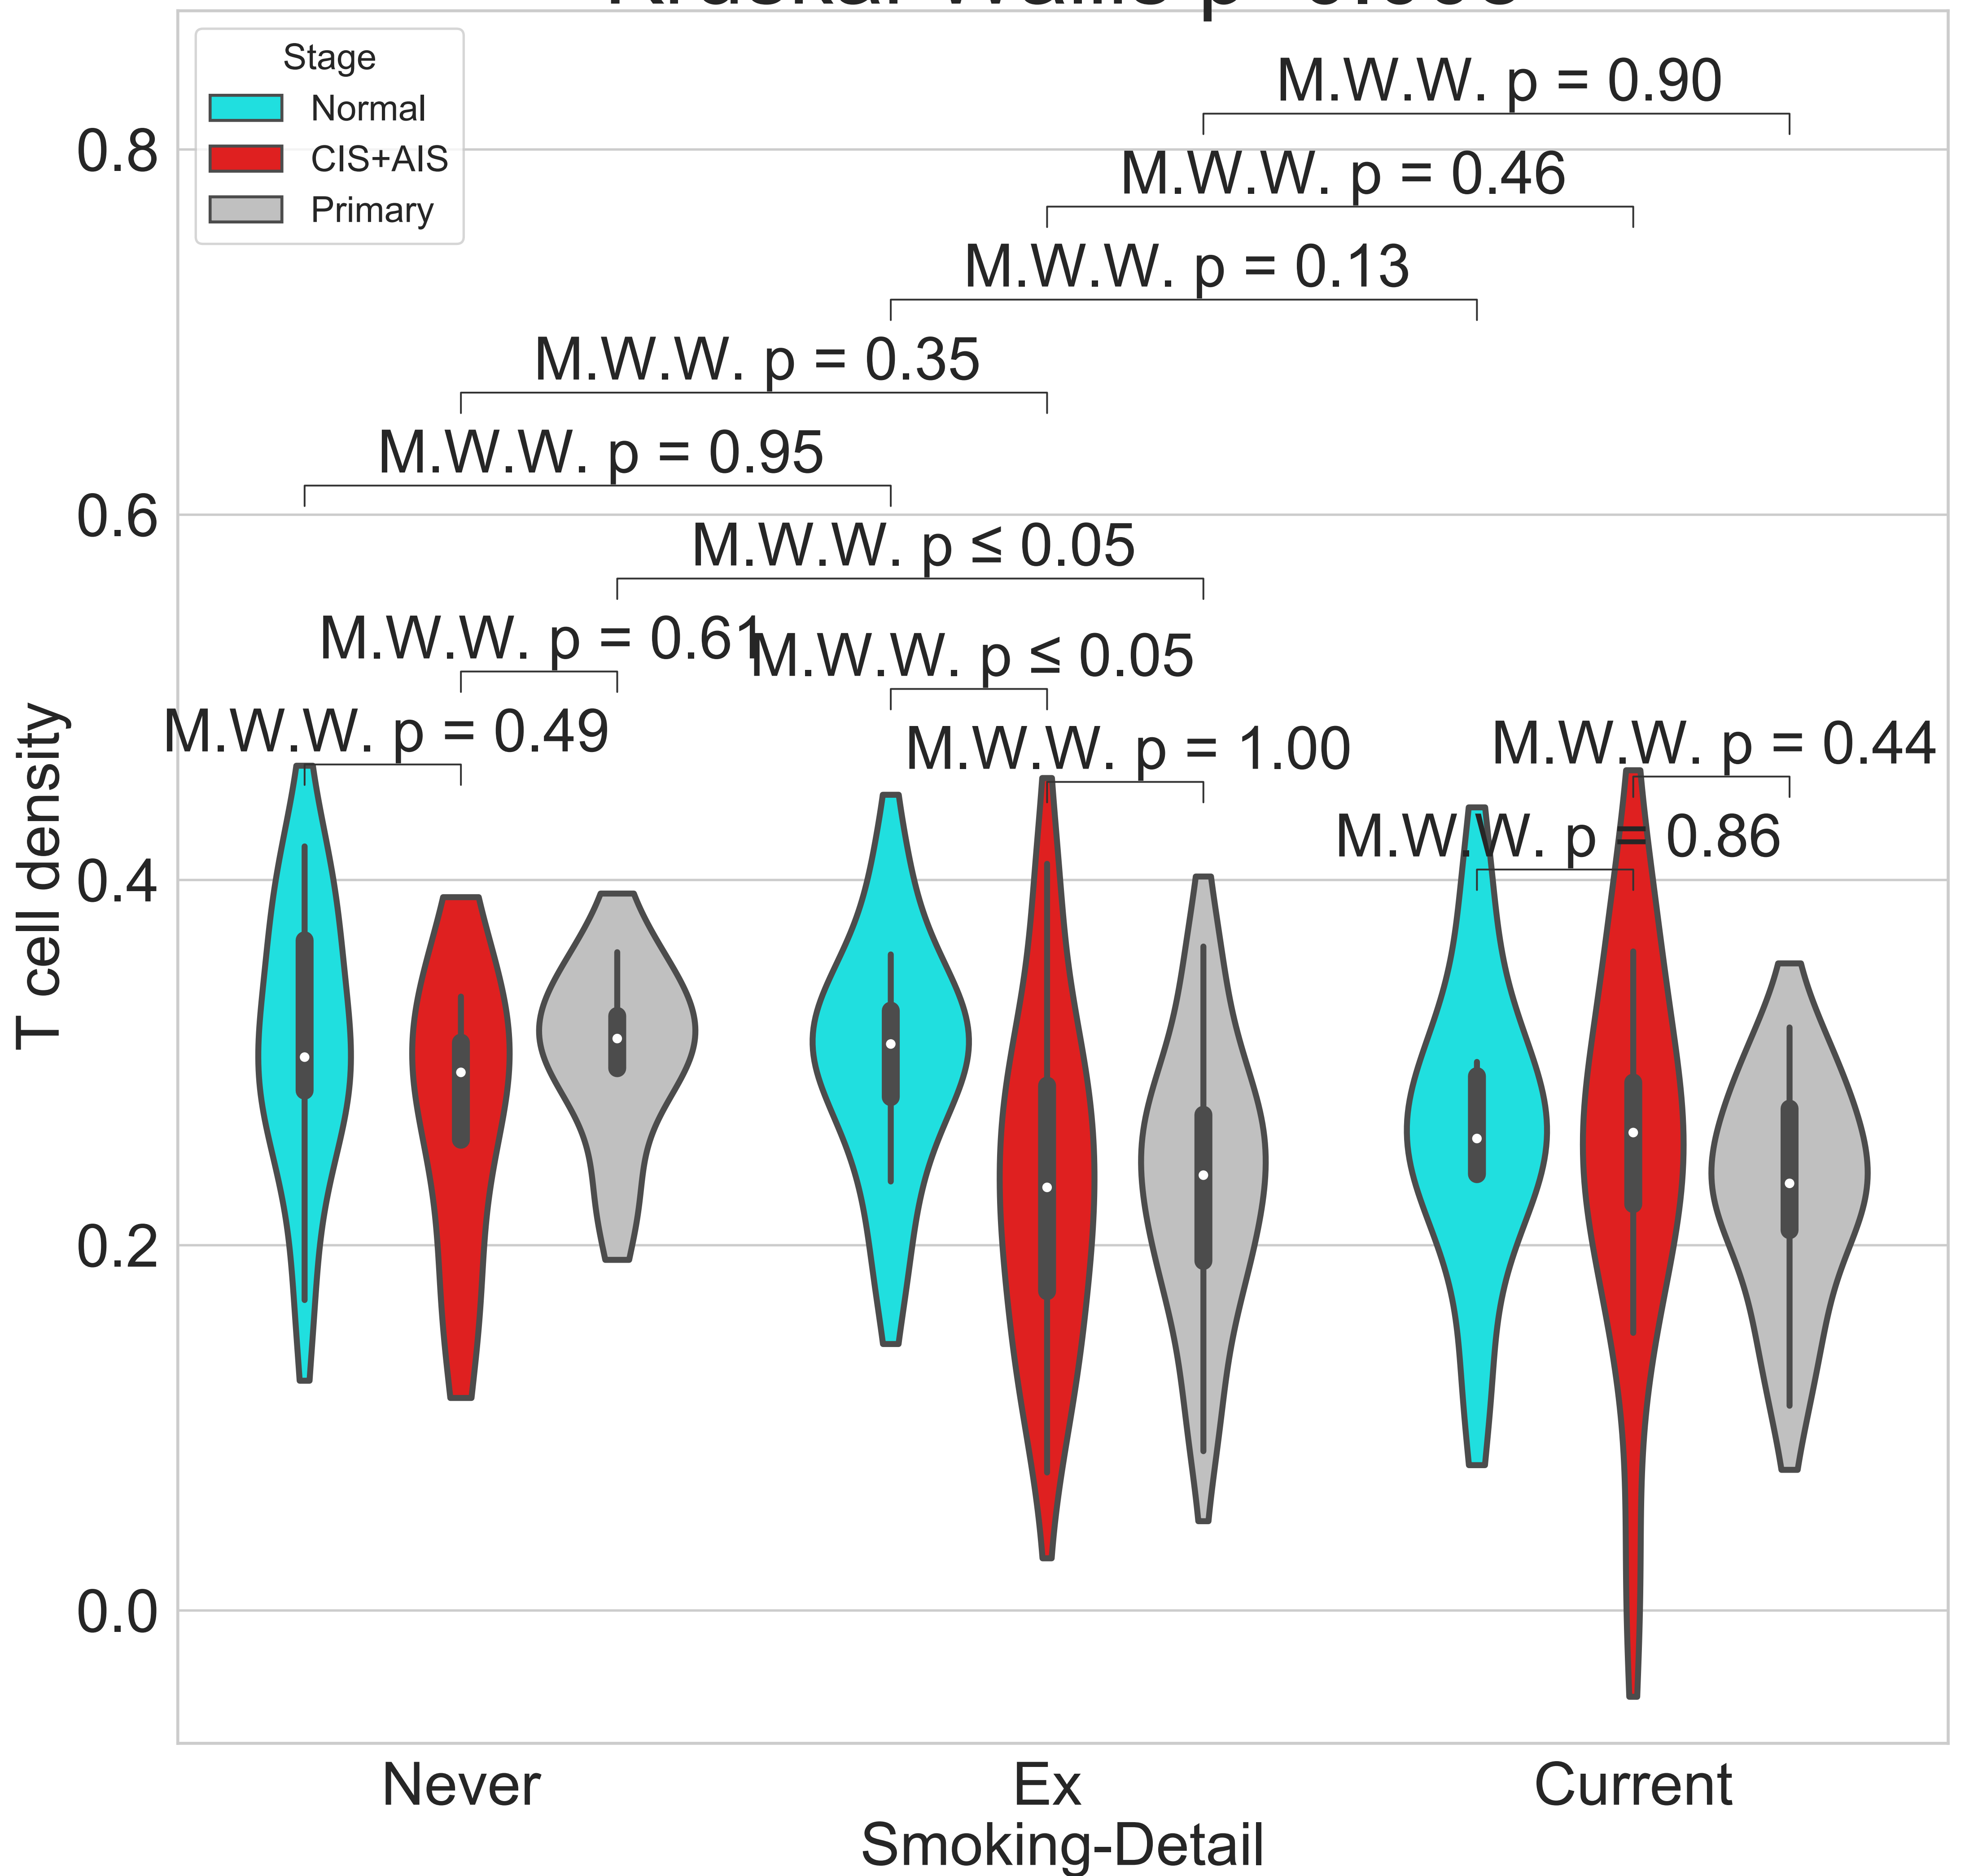 Stage
Normal
CIS+AIS
Primary
M.W.W. p = 0.90
M.W.W. p = 0.46
M.W.W. p = 0.13
M.W.W. p = 0.35
M.W.W. p = 0.95
M.W.W. p ≤ 0.05
M.W.W. p = 0.61
M.W.W. p ≤ 0.05
M.W.W. p = 0.49
M.W.W. p = 1.00
M.W.W. p = 0.44
M.W.W. p = 0.86
0.8
0.6
0.4
0.2
0.0
T cell density
Never
Ex
Current
Smoking-Detail